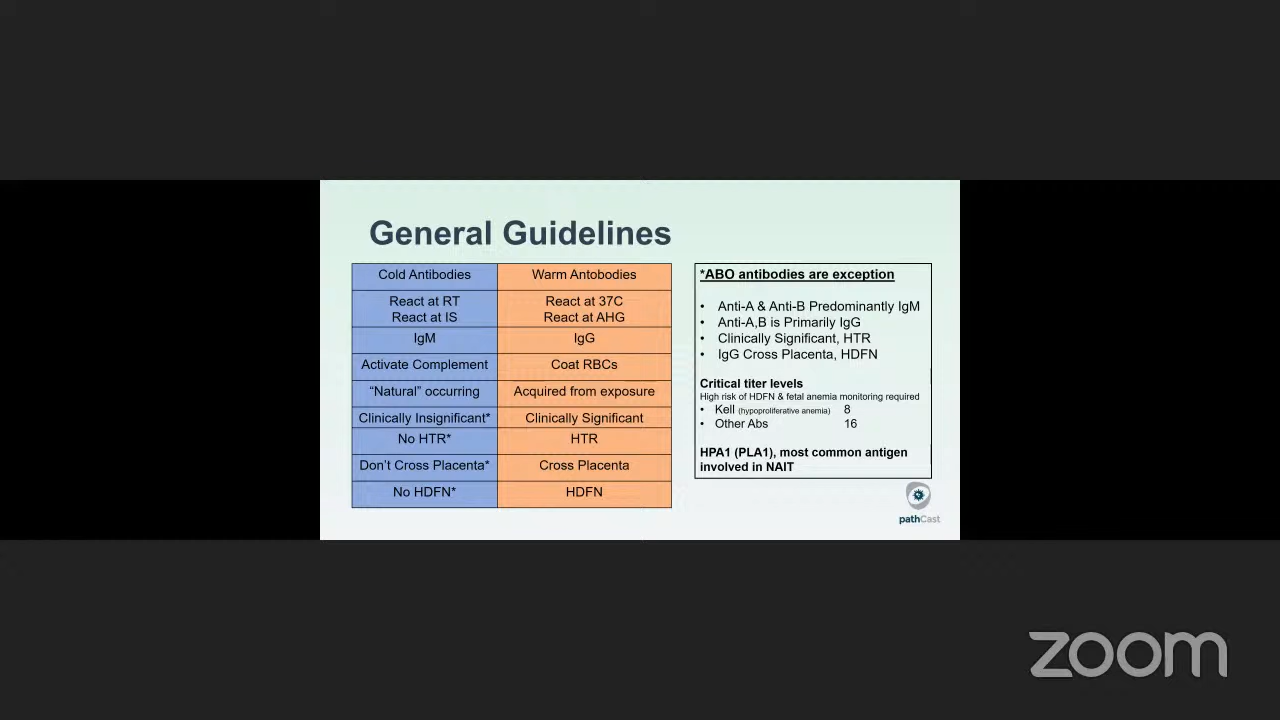 General Guidelines
Cold Antibodies
Warm Antobodies
React at RT
React at IS
React at 37C
React at AHG
IgM
IgG
Activate Complement
Coat RBCs
“Natural” occurring
Acquired from exposure
Clinically Insignificant*
Clinically Significant
No HTR*
HTR
Don’t Cross Placenta*
Cross Placenta
No HDFN*
HDFN
*ABO antibodies are exception
• Anti-A & Anti-B Predominantly IgM
• Anti-A,B is Primarily IgG
• Clinically Significant, HTR
• IgG Cross Placenta, HDFN
Critical titer levels
High risk of HDFN & fetal anemia monitoring required
• Kell (hypoproliferative anemia) 8
• Other Abs 16
HPA1 (PLA1), most common antigen
involved in NAIT
pathCast
zoom